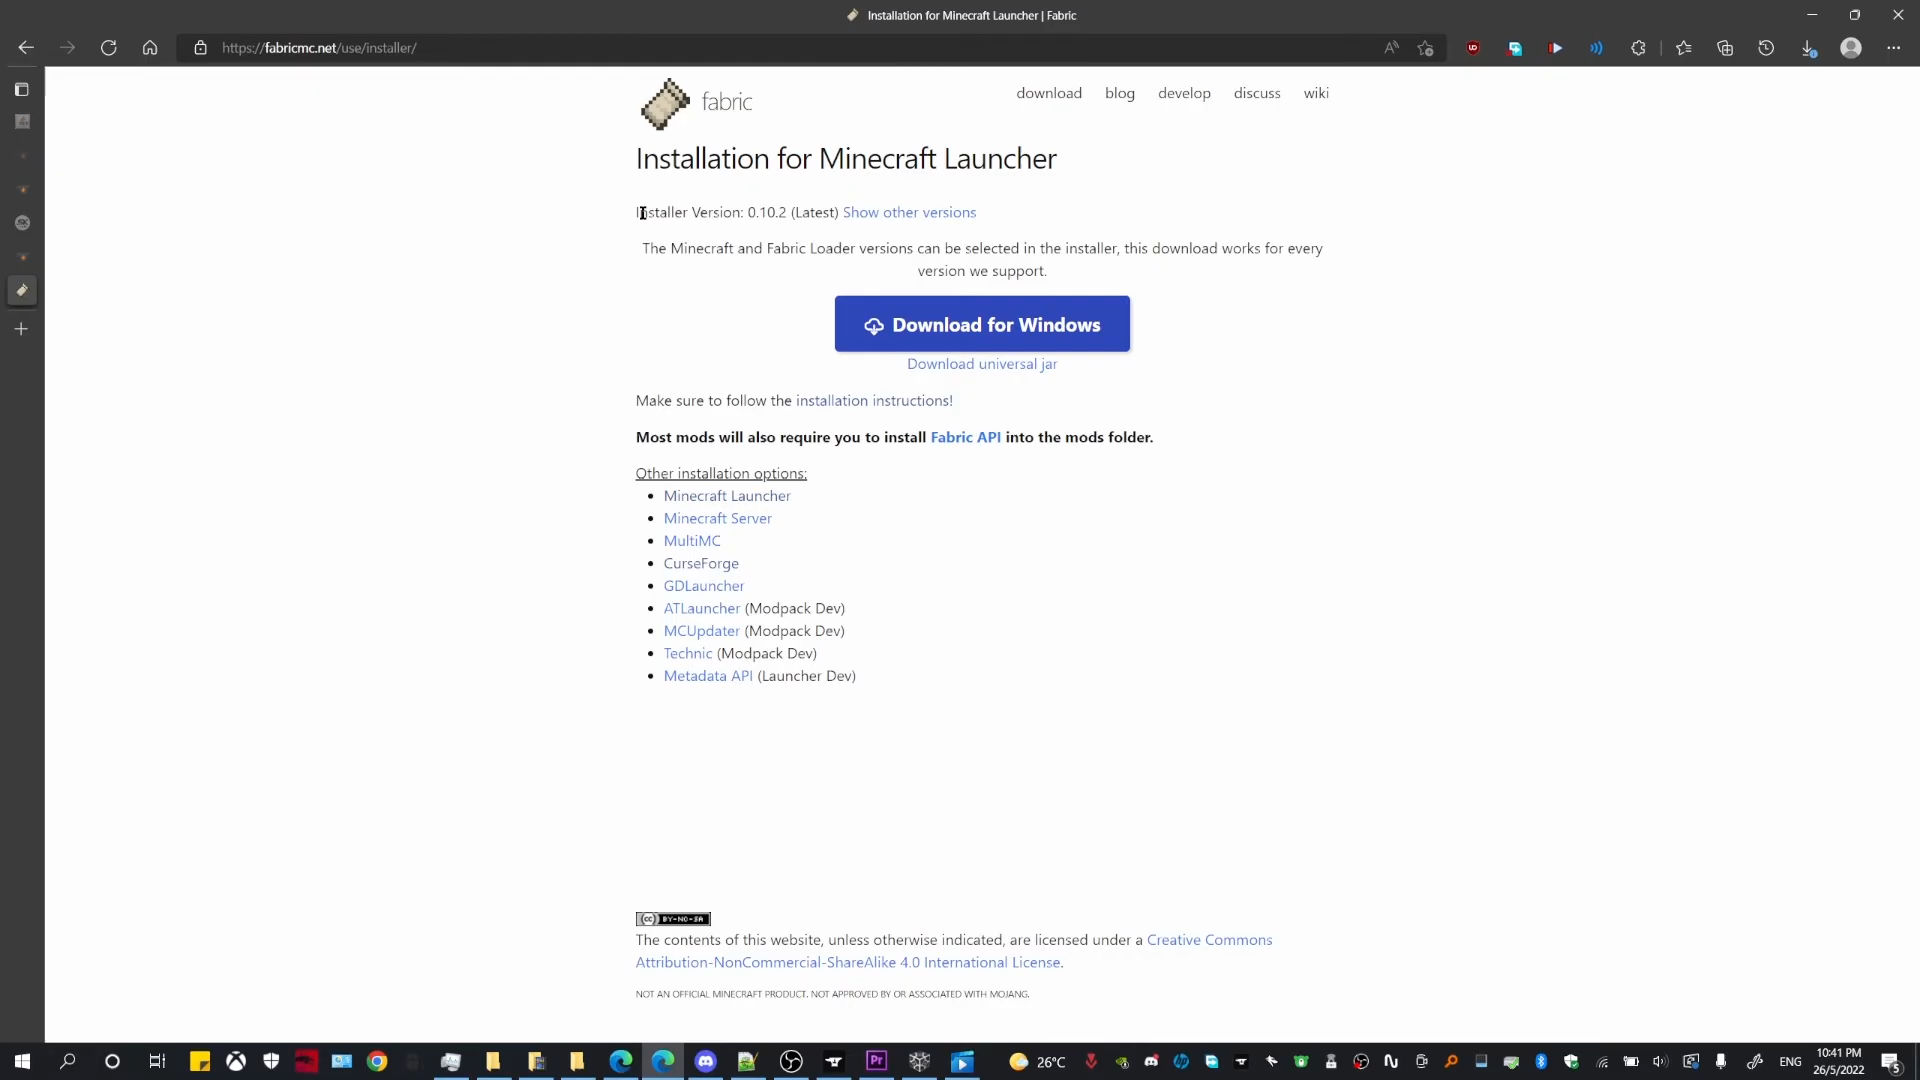 Installation for Minecraft Launcher | Fabric
https://fabricmc.net/use/installer/
fabric
download blog develop discuss wiki
Installation for Minecraft Launcher
Installer Version: 0.10.2 (Latest) Show other versions
The Minecraft and Fabric Loader versions can be selected in the installer, this download works for every
version we support.
Download for Windows
Download universal jar
Make sure to follow the installation instructions!
Most mods will also require you to install Fabric API into the mods folder.
Other installation options:
Minecraft Launcher
Minecraft Server
MultiMC
CurseForge
GDLauncher
ATLauncher (Modpack Dev)
MCUpdater (Modpack Dev)
Technic (Modpack Dev)
Metadata API (Launcher Dev)
(cc) BY-NC-SA
The contents of this website, unless otherwise indicated, are licensed under a Creative Commons
Attribution-NonCommercial-ShareAlike 4.0 International License.
NOT AN OFFICIAL MINECRAFT PRODUCT. NOT APPROVED BY OR ASSOCIATED WITH MOJANG.
Pr
26°C
ENG
10:41 PM
26/5/2022
5